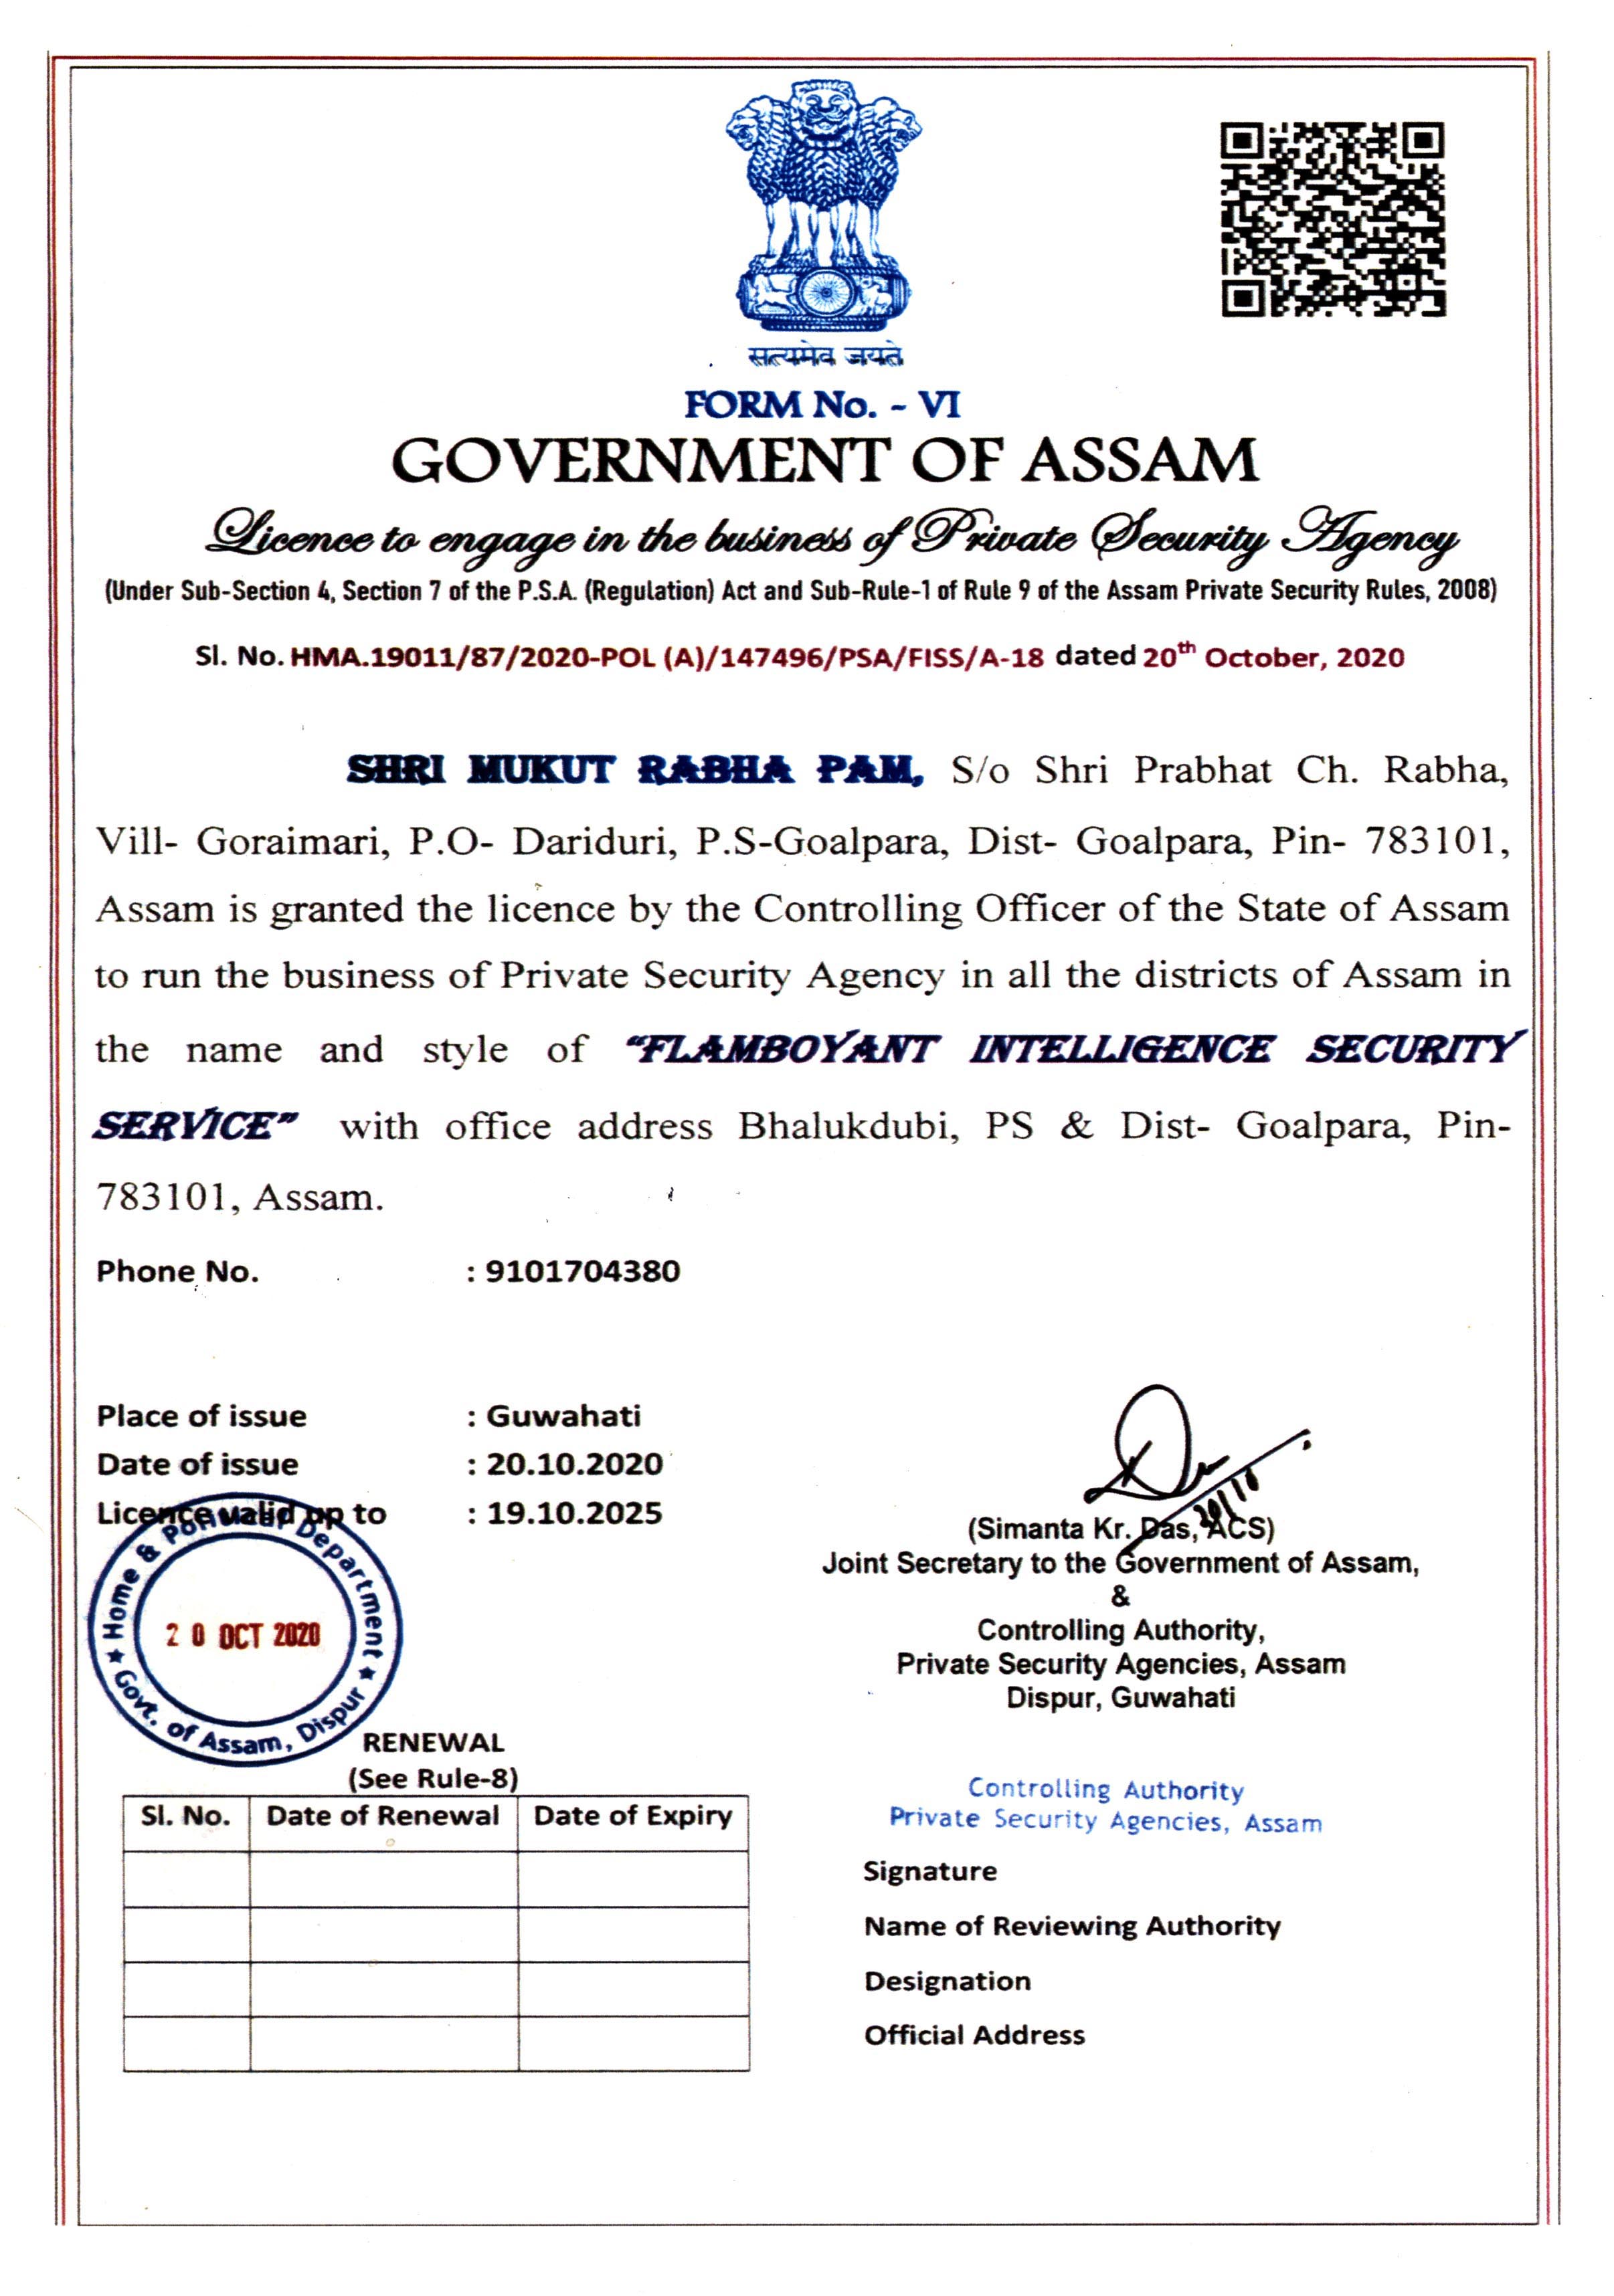 सत्यमेव जयते
FORM No. - VI
GOVERNMENT OF ASSAM
Licence to engage in the business of Private Security Agency
(Under Sub-Section 4, Section 7 of the P.S.A. (Regulation) Act and Sub-Rule-1 of Rule 9 of the Assam Private Security Rules, 2008)
Sl. No. HMA.19011/87/2020-POL (A)/147496/PSA/FISS/A-18 dated 20th October, 2020
SHRI MUKUT RABHA PAM, S/o Shri Prabhat Ch. Rabha,
Vill- Goraimari, P.O- Dariduri, P.S-Goalpara, Dist- Goalpara, Pin- 783101,
Assam is granted the licence by the Controlling Officer of the State of Assam
to run the business of Private Security Agency in all the districts of Assam in
the name and style of "FLAMBOYANT INTELLIGENCE SECURITY
SERVICE" with office address Bhalukdubi, PS & Dist- Goalpara, Pin-
783101, Assam.
Phone No. : 9101704380
Place of issue : Guwahati
Date of issue : 20.10.2020
Licence valid up to : 19.10.2025
Home & Political Department
20 OCT 2020
Govt. of Assam, Dispur
20/10
(Simanta Kr. Das, ACS)
Joint Secretary to the Government of Assam,
&
Controlling Authority,
Private Security Agencies, Assam
Dispur, Guwahati
RENEWAL
(See Rule-8)
Sl. No. Date of Renewal Date of Expiry
Controlling Authority
Private Security Agencies, Assam
Signature
Name of Reviewing Authority
Designation
Official Address